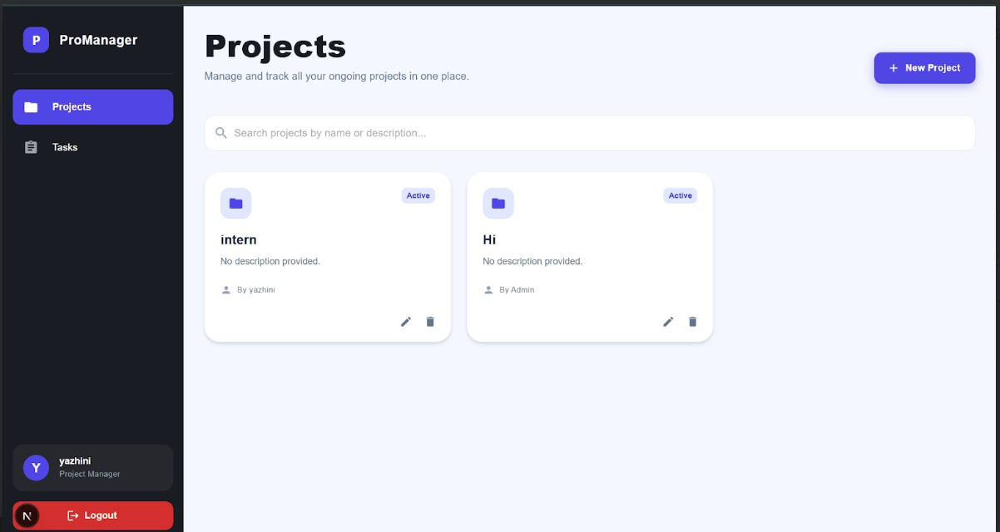 P ProManager
Projects
Tasks
Y
yazhini
Project Manager
N
Logout
Projects
Manage and track all your ongoing projects in one place.
+ New Project
Search projects by name or description...
Active
intern
No description provided.
By yazhini
Active
Hi
No description provided.
By Admin